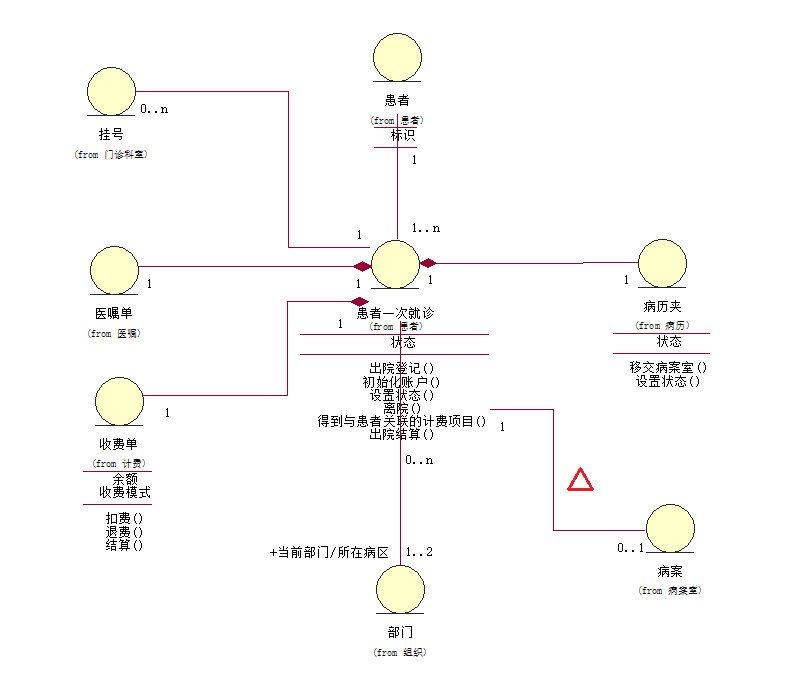 患者
(from 患者)
标识
1
0..n
挂号
(from 门诊科室)
1
1..n
医嘱单
(from 医嘱)
1
1
患者一次就诊
(from 患者)
状态
出院登记()
初始化账户()
设置状态()
离院()
得到与患者关联的计费项目()
出院结算()
1
1
病历夹
(from 病历)
状态
移交病案室()
设置状态()
1
1
收费单
(from 计费)
余额
收费模式
扣费()
退费()
结算()
1
0..n
+当前部门/所在病区
1..2
部门
(from 组织)
0..1
病案
(from 病案室)